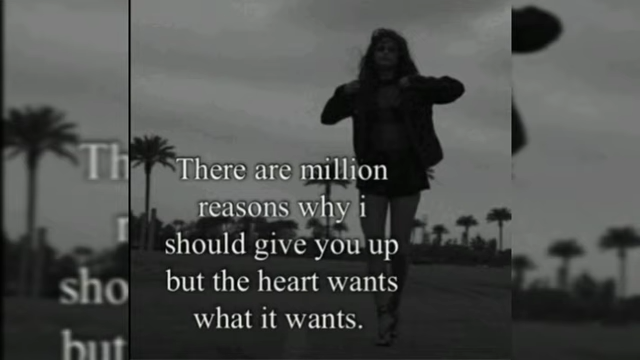 There are million
reasons why i
should give you up
but the heart wants
what it wants.